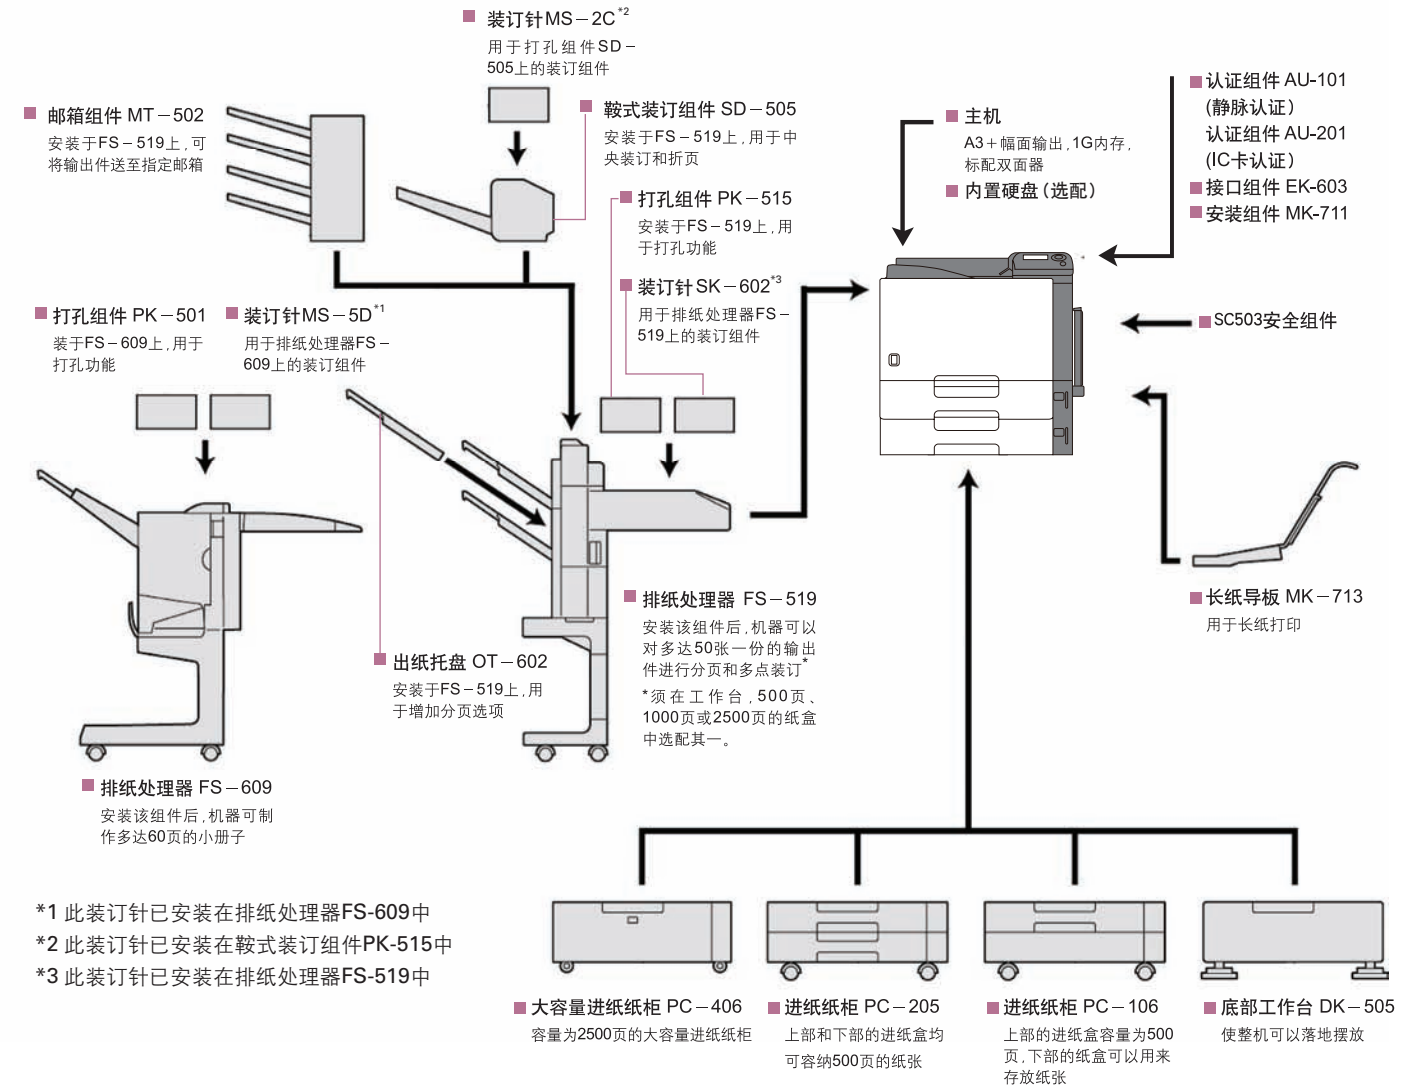 装订针MS－2C*2
用于打孔组件SD－
505上的装订组件
邮箱组件 MT－502
安装于FS－519上,可
将输出件送至指定邮箱
鞍式装订组件 SD－505
安装于FS－519上,用于中
央装订和折页
打孔组件 PK－515
安装于FS－519上,用
于打孔功能
装订针SK－602*3
用于排纸处理器FS－
519上的装订组件
主机
A3＋幅面输出,1G内存,
标配双面器
内置硬盘(选配)
认证组件 AU-101
(静脉认证)
认证组件 AU-201
(IC卡认证)
接口组件 EK-603
安装组件 MK-711
SC503安全组件
打孔组件 PK－501
装于FS－609上,用于
打孔功能
装订针MS－5D*1
用于排纸处理器FS－
609上的装订组件
长纸导板 MK－713
用于长纸打印
排纸处理器 FS－519
安装该组件后,机器可以
对多达50张一份的输出
件进行分页和多点装订*
*须在工作台,500页、
1000页或2500页的纸盒
中选配其一。
出纸托盘 OT－602
安装于FS－519上,用
于增加分页选项
排纸处理器 FS－609
安装该组件后,机器可制
作多达60页的小册子
*1 此装订针已安装在排纸处理器FS-609中
*2 此装订针已安装在鞍式装订组件PK-515中
*3 此装订针已安装在排纸处理器FS-519中
大容量进纸纸柜 PC－406
容量为2500页的大容量进纸纸柜
进纸纸柜 PC－205
上部和下部的进纸盒均
可容纳500页的纸张
进纸纸柜 PC－106
上部的进纸盒容量为500
页,下部的纸盒可以用来
存放纸张
底部工作台 DK－505
使整机可以落地摆放